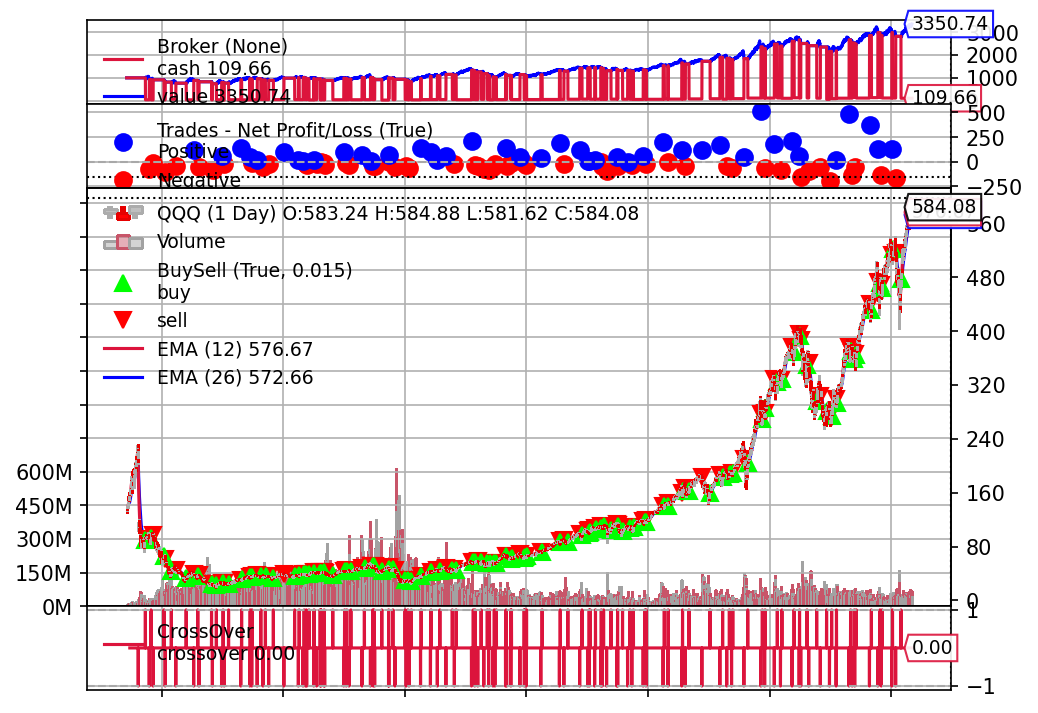 Broker (None)
cash 109.66
value 3350.74
3350.74
2000
1000
109.66
Trades - Net Profit/Loss (True)
Positive
Negative
500
250
0
−250
QQQ (1 Day) O:583.24 H:584.88 L:581.62 C:584.08
Volume
BuySell (True, 0.015)
buy
sell
EMA (12) 576.67
EMA (26) 572.66
584.08
560
480
400
320
240
160
80
0
600M
450M
300M
150M
0M
CrossOver
crossover 0.00
1
0.00
−1